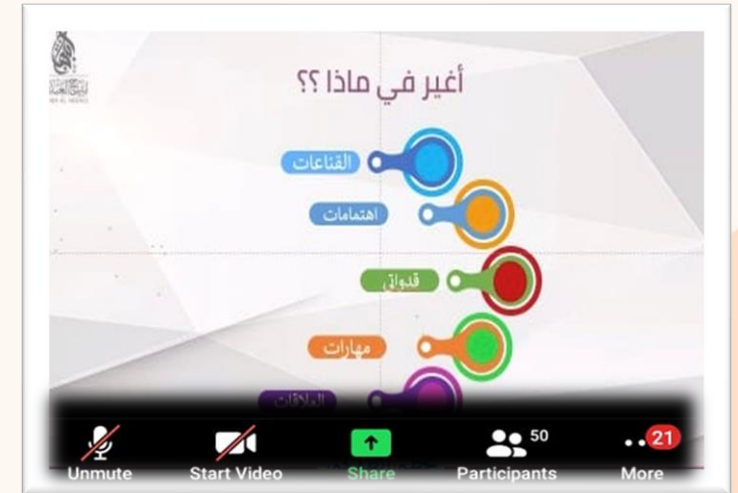 أغير في ماذا ؟؟
القناعات
اهتمامات
قدواتي
مهارات
العلاقات
50
21
Unmute
Start Video
Share
Participants
More